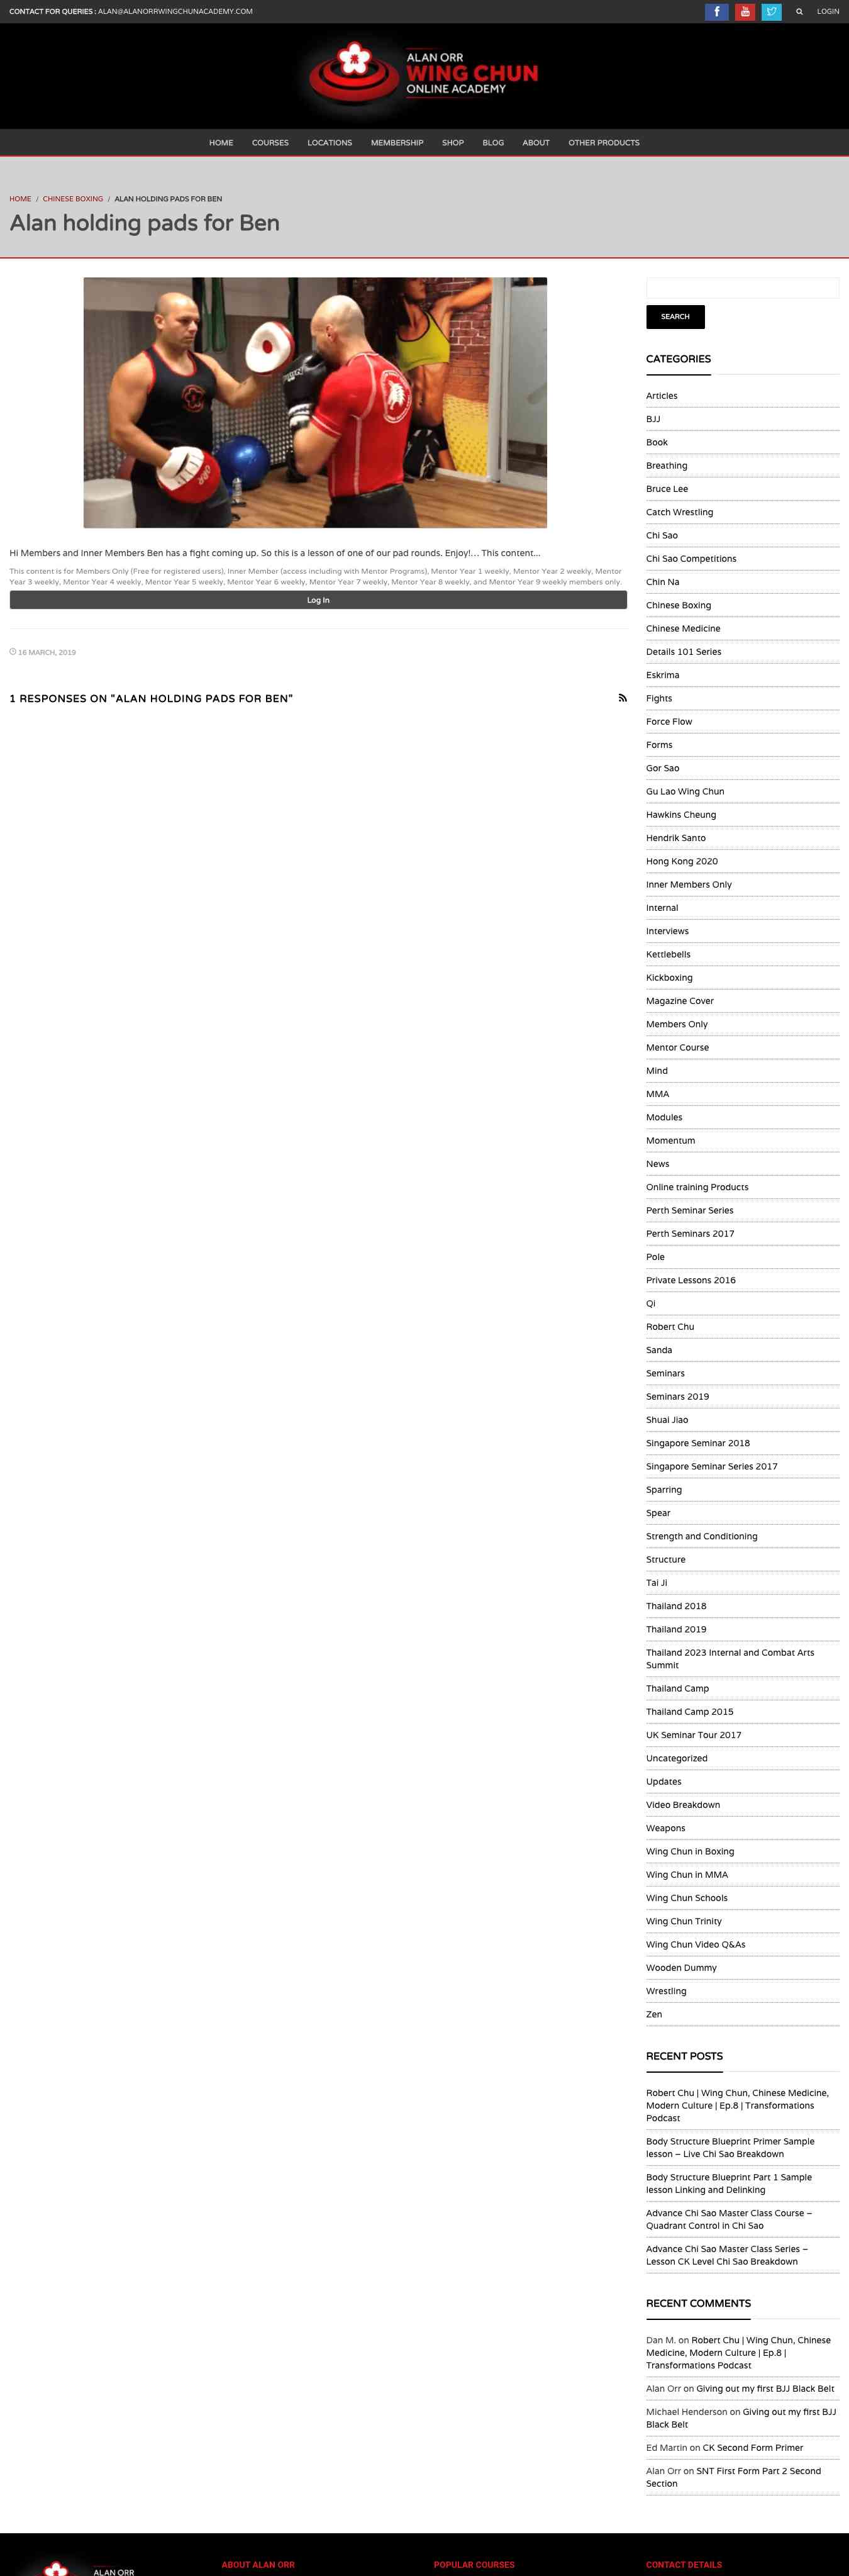 CONTACT FOR QUERIES : ALAN@ALANORRWINGCHUNACADEMY.COM
LOGIN
ALAN ORR
WING CHUN
ONLINE ACADEMY
HOME COURSES LOCATIONS MEMBERSHIP SHOP BLOG ABOUT OTHER PRODUCTS
HOME / CHINESE BOXING / ALAN HOLDING PADS FOR BEN
Alan holding pads for Ben
Hi Members and Inner Members Ben has a fight coming up. So this is a lesson of one of our pad rounds. Enjoy!… This content...
This content is for Members Only (Free for registered users), Inner Member (access including with Mentor Programs), Mentor Year 1 weekly, Mentor Year 2 weekly, Mentor
Year 3 weekly, Mentor Year 4 weekly, Mentor Year 5 weekly, Mentor Year 6 weekly, Mentor Year 7 weekly, Mentor Year 8 weekly, and Mentor Year 9 weekly members only.
Log In
16 MARCH, 2019
1 RESPONSES ON "ALAN HOLDING PADS FOR BEN"
SEARCH
CATEGORIES
Articles
BJJ
Book
Breathing
Bruce Lee
Catch Wrestling
Chi Sao
Chi Sao Competitions
Chin Na
Chinese Boxing
Chinese Medicine
Details 101 Series
Eskrima
Fights
Force Flow
Forms
Gor Sao
Gu Lao Wing Chun
Hawkins Cheung
Hendrik Santo
Hong Kong 2020
Inner Members Only
Internal
Interviews
Kettlebells
Kickboxing
Magazine Cover
Members Only
Mentor Course
Mind
MMA
Modules
Momentum
News
Online training Products
Perth Seminar Series
Perth Seminars 2017
Pole
Private Lessons 2016
Qi
Robert Chu
Sanda
Seminars
Seminars 2019
Shuai Jiao
Singapore Seminar 2018
Singapore Seminar Series 2017
Sparring
Spear
Strength and Conditioning
Structure
Tai Ji
Thailand 2018
Thailand 2019
Thailand 2023 Internal and Combat Arts
Summit
Thailand Camp
Thailand Camp 2015
UK Seminar Tour 2017
Uncategorized
Updates
Video Breakdown
Weapons
Wing Chun in Boxing
Wing Chun in MMA
Wing Chun Schools
Wing Chun Trinity
Wing Chun Video Q&As
Wooden Dummy
Wrestling
Zen
RECENT POSTS
Robert Chu | Wing Chun, Chinese Medicine,
Modern Culture | Ep.8 | Transformations
Podcast
Body Structure Blueprint Primer Sample
lesson – Live Chi Sao Breakdown
Body Structure Blueprint Part 1 Sample
lesson Linking and Delinking
Advance Chi Sao Master Class Course –
Quadrant Control in Chi Sao
Advance Chi Sao Master Class Series –
Lesson CK Level Chi Sao Breakdown
RECENT COMMENTS
Dan M. on Robert Chu | Wing Chun, Chinese
Medicine, Modern Culture | Ep.8 |
Transformations Podcast
Alan Orr on Giving out my first BJJ Black Belt
Michael Henderson on Giving out my first BJJ
Black Belt
Ed Martin on CK Second Form Primer
Alan Orr on SNT First Form Part 2 Second
Section
ALAN ORR
ABOUT ALAN ORR
POPULAR COURSES
CONTACT DETAILS